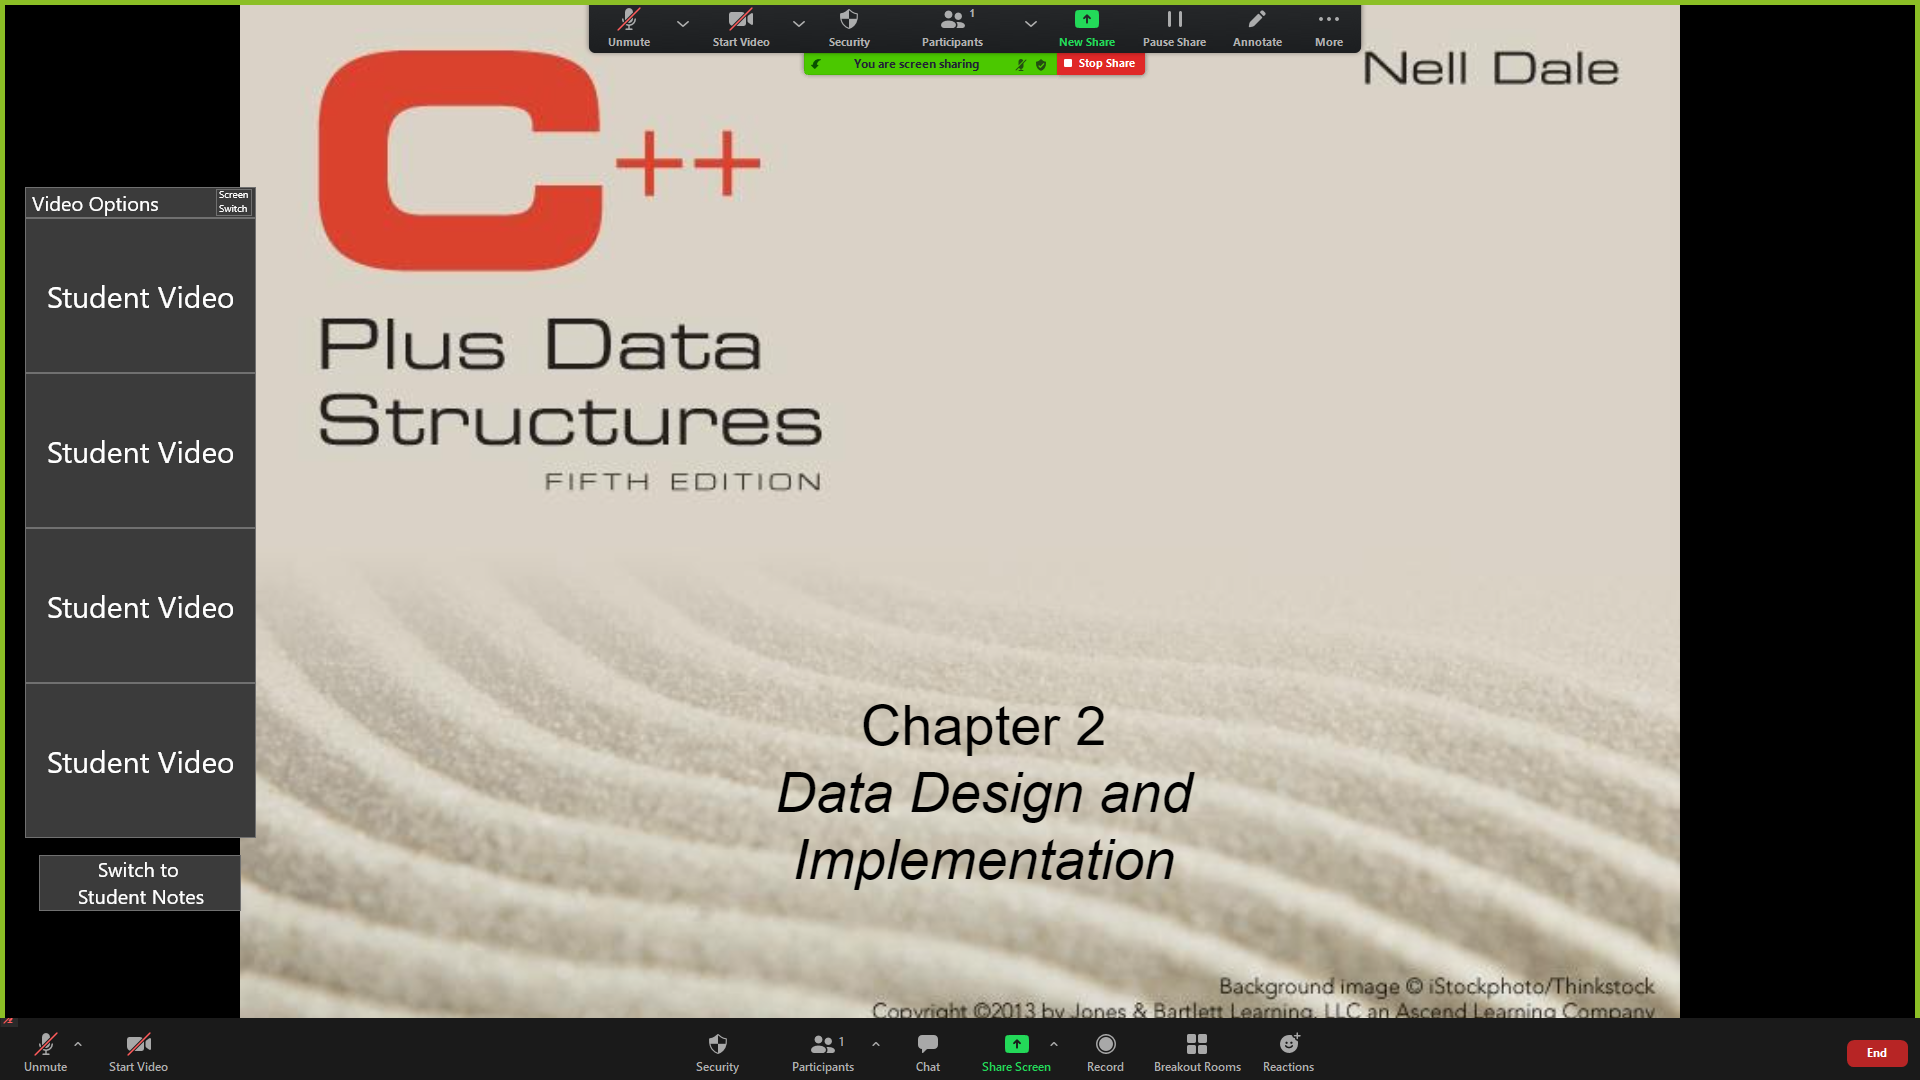 Unmute
Start Video
Security
1
Participants
New Share
Pause Share
Annotate
More
You are screen sharing
Stop Share
Nell Dale
C++
Plus Data
Structures
FIFTH EDITION
Video Options
Screen
Switch
Student Video
Student Video
Student Video
Student Video
Switch to
Student Notes
Chapter 2
Data Design and
Implementation
Background image © iStockphoto/Thinkstock
Copyright ©2013 by Jones & Bartlett Learning, LLC an Ascend Learning Company
Unmute
Start Video
Security
1
Participants
Chat
Share Screen
Record
Breakout Rooms
Reactions
End